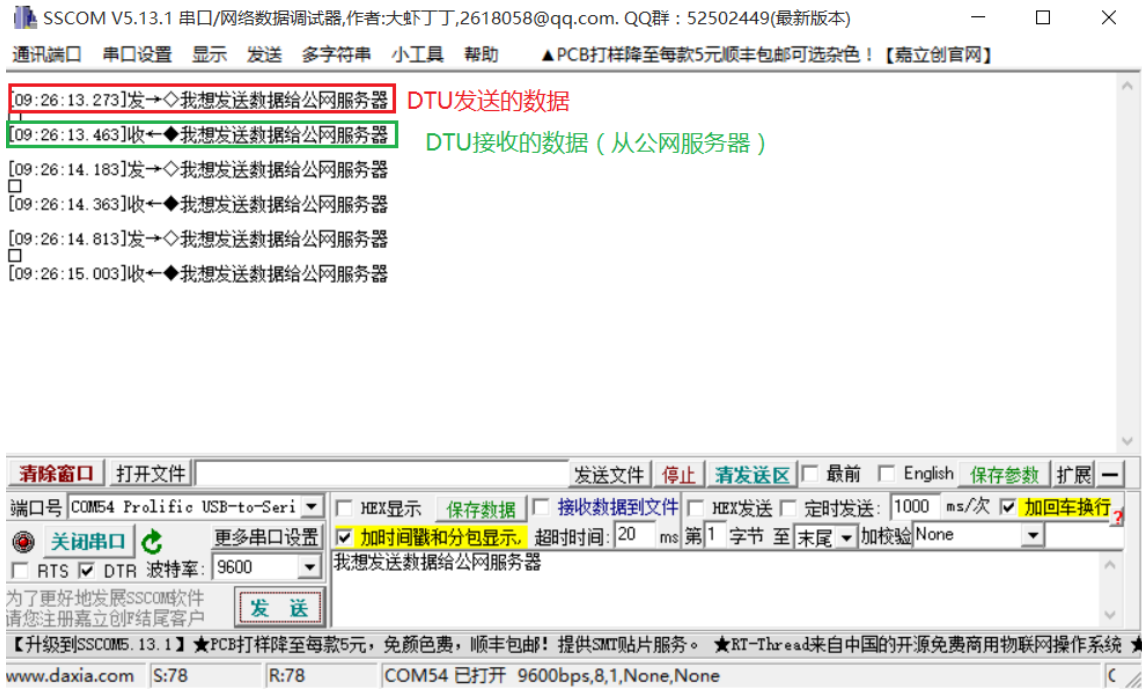 SSCOM V5.13.1 串口/网络数据调试器,作者:大虾丁丁,2618058@qq.com. QQ群：52502449(最新版本)
通讯端口 串口设置 显示 发送 多字符串 小工具 帮助 ▲PCB打样降至每款5元顺丰包邮可选杂色！【嘉立创官网】
[09:26:13.273]发→◇我想发送数据给公网服务器 DTU发送的数据
[09:26:13.463]收←◆我想发送数据给公网服务器 DTU接收的数据（从公网服务器）
[09:26:14.183]发→◇我想发送数据给公网服务器
□
[09:26:14.363]收←◆我想发送数据给公网服务器
[09:26:14.813]发→◇我想发送数据给公网服务器
□
[09:26:15.003]收←◆我想发送数据给公网服务器
清除窗口 打开文件 发送文件 停止 清发送区 最前 English 保存参数 扩展 —
端口号 COM54 Prolific USB-to-Seri HEX显示 保存数据 接收数据到文件 HEX发送 定时发送: 1000 ms/次 加回车换行 ?
关闭串口 更多串口设置 加时间戳和分包显示, 超时时间: 20 ms 第1 字节 至 末尾 加校验 None
RTS DTR 波特率: 9600 我想发送数据给公网服务器
为了更好地发展SSCOM软件
请您注册嘉立创F结尾客户
发 送
【升级到SSCOM5.13.1】★PCB打样降至每款5元，免颜色费，顺丰包邮！提供SMT贴片服务。 ★RT-Thread来自中国的开源免费商用物联网操作系统 ★
www.daxia.com S:78 R:78 COM54 已打开 9600bps,8,1,None,None